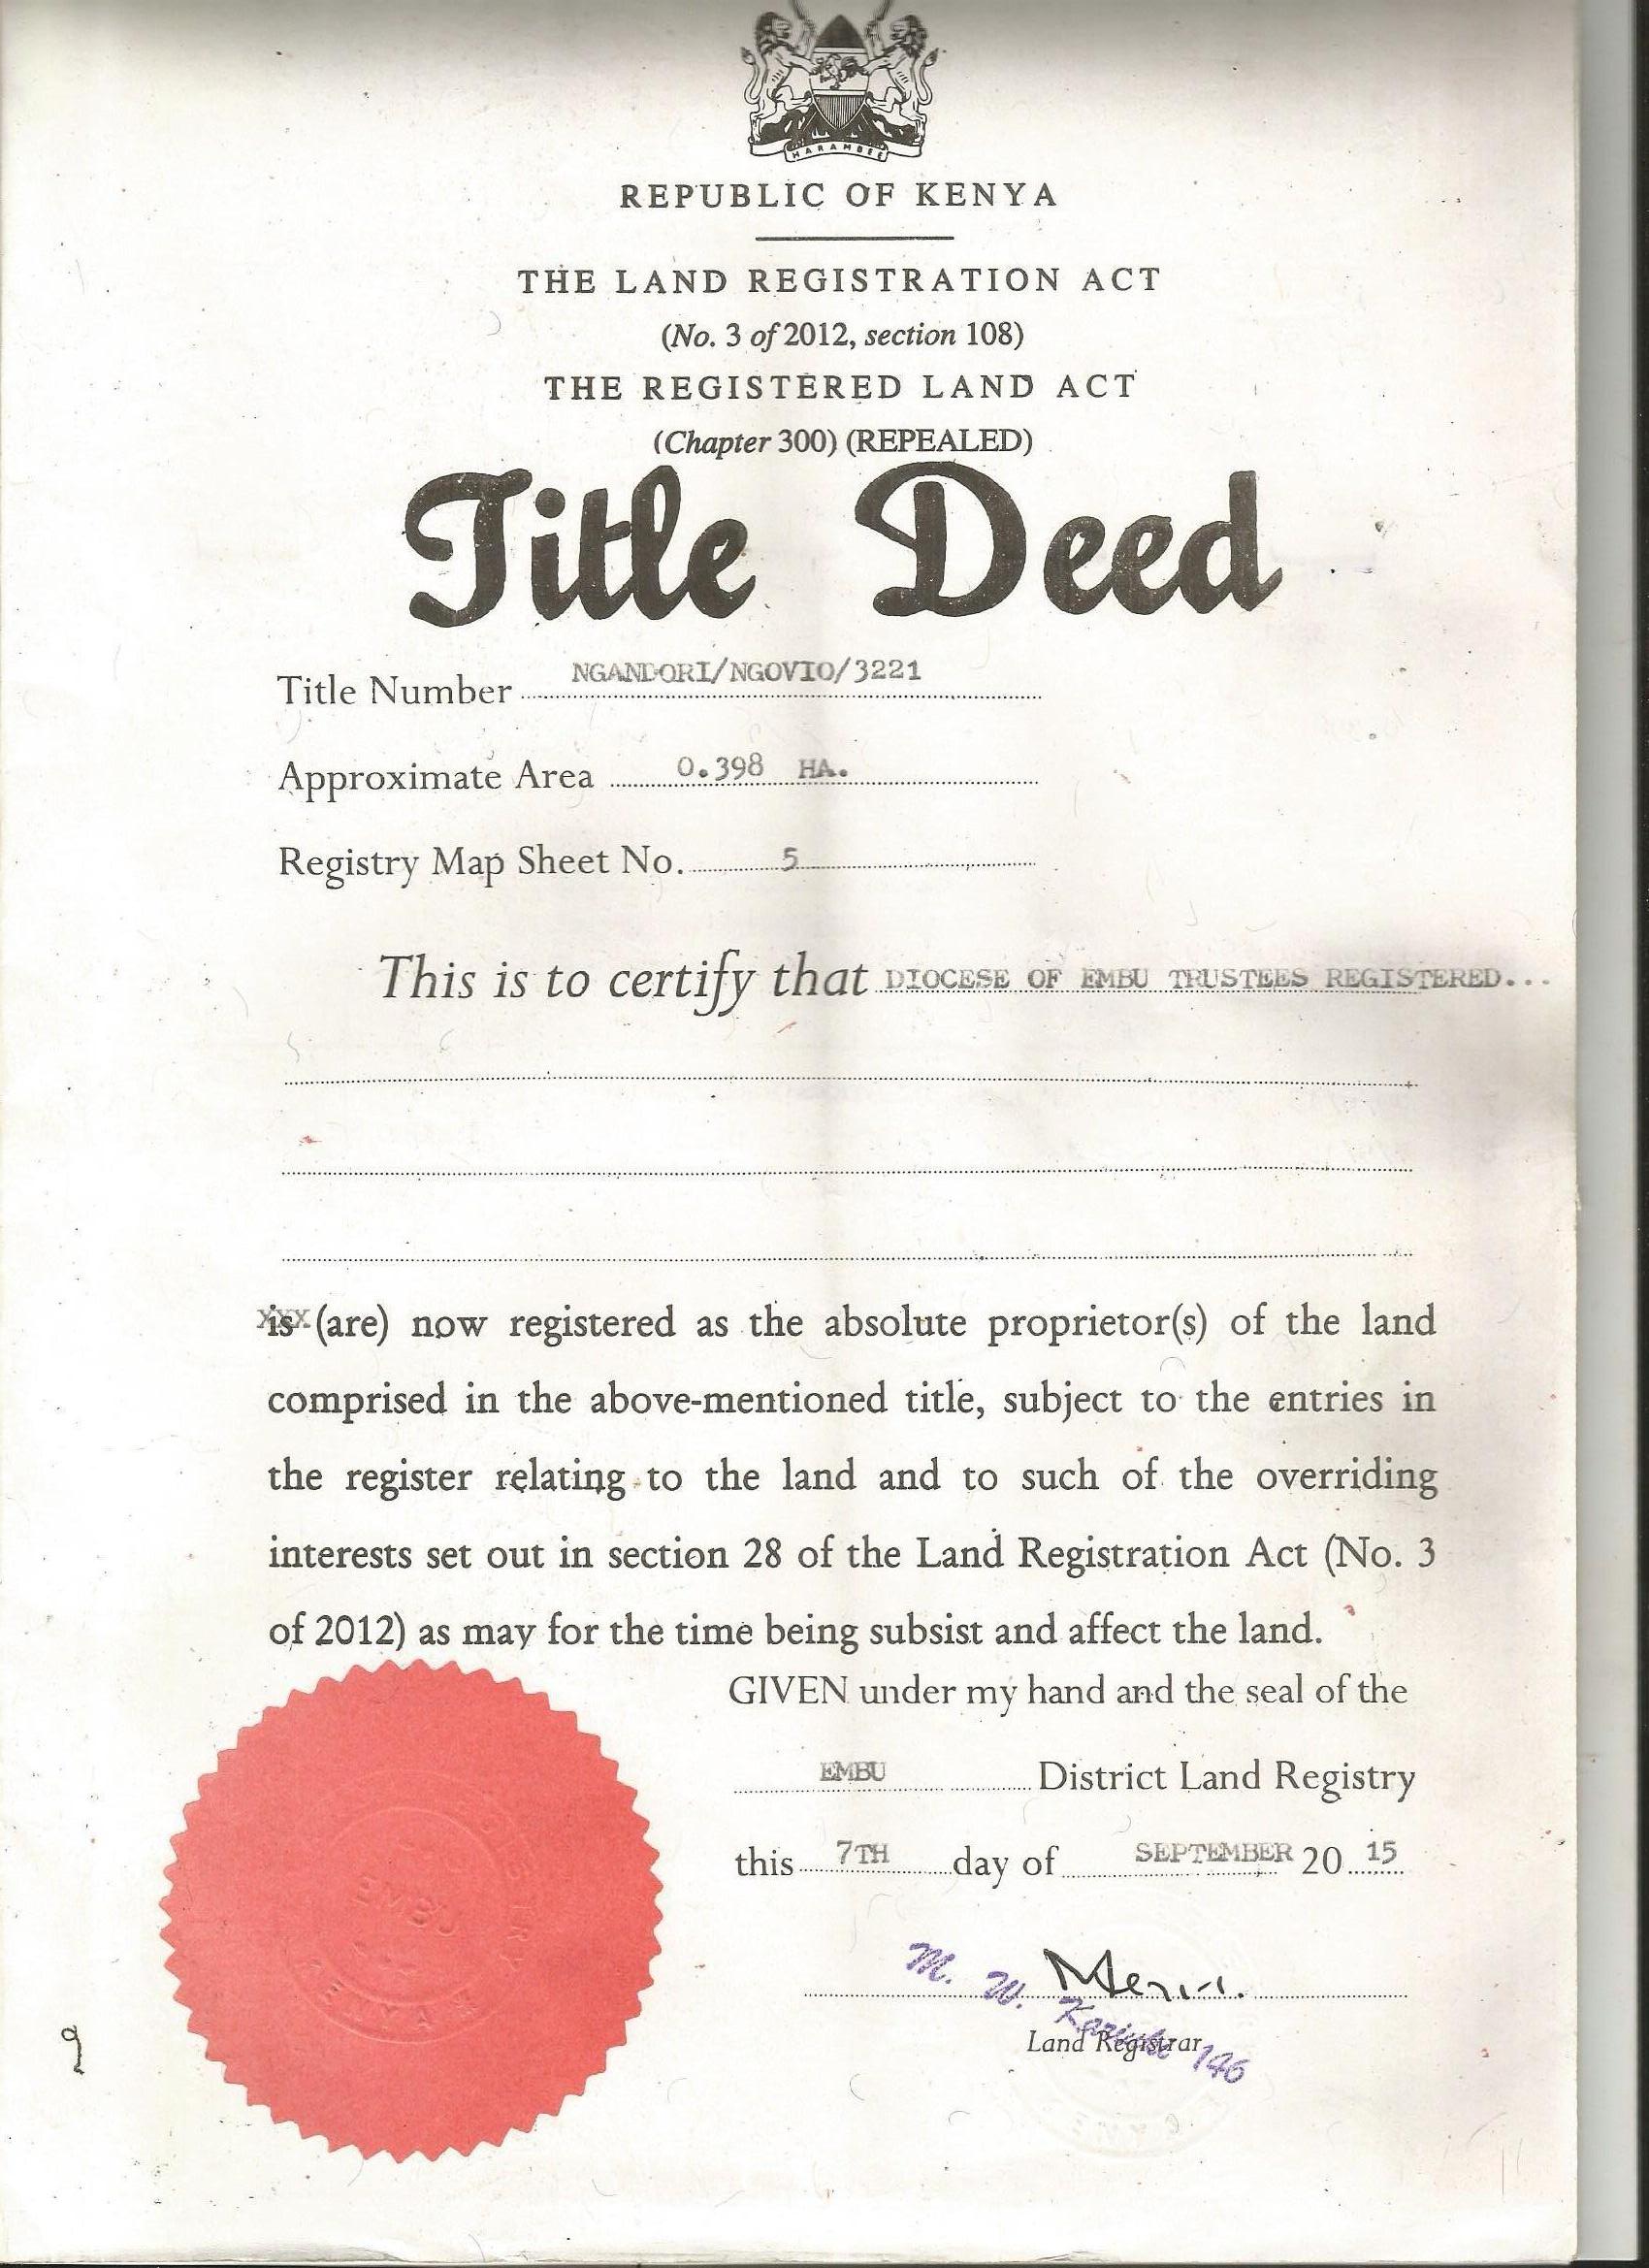 HARAMBEE
REPUBLIC OF KENYA
THE LAND REGISTRATION ACT
(No. 3 of 2012, section 108)
THE REGISTERED LAND ACT
(Chapter 300) (REPEALED)
Title Deed
Title Number NGANDORI/NGOVIO/3221
Approximate Area 0.398 HA.
Registry Map Sheet No. 5
This is to certify that DIOCESE OF EMBU TRUSTEES REGISTERED...
is (are) now registered as the absolute proprietor(s) of the land
comprised in the above-mentioned title, subject to the entries in
the register relating to the land and to such of the overriding
interests set out in section 28 of the Land Registration Act (No. 3
of 2012) as may for the time being subsist and affect the land.
GIVEN under my hand and the seal of the
EMBU District Land Registry
this 7TH day of SEPTEMBER 20 15
M. W. 146
Land Registrar
EMBU
KENYA